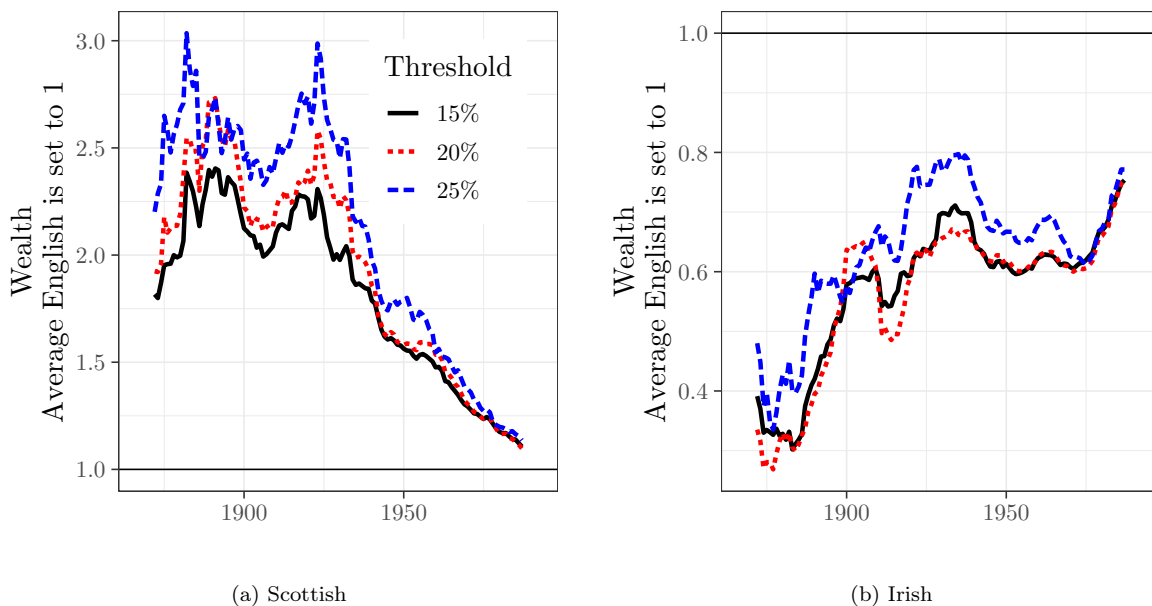 Wealth
Average English is set to 1
3.0
2.5
2.0
1.5
1.0
1900
1950
Threshold
15%
20%
25%
(a) Scottish
Wealth
Average English is set to 1
1.0
0.8
0.6
0.4
1900
1950
(b) Irish